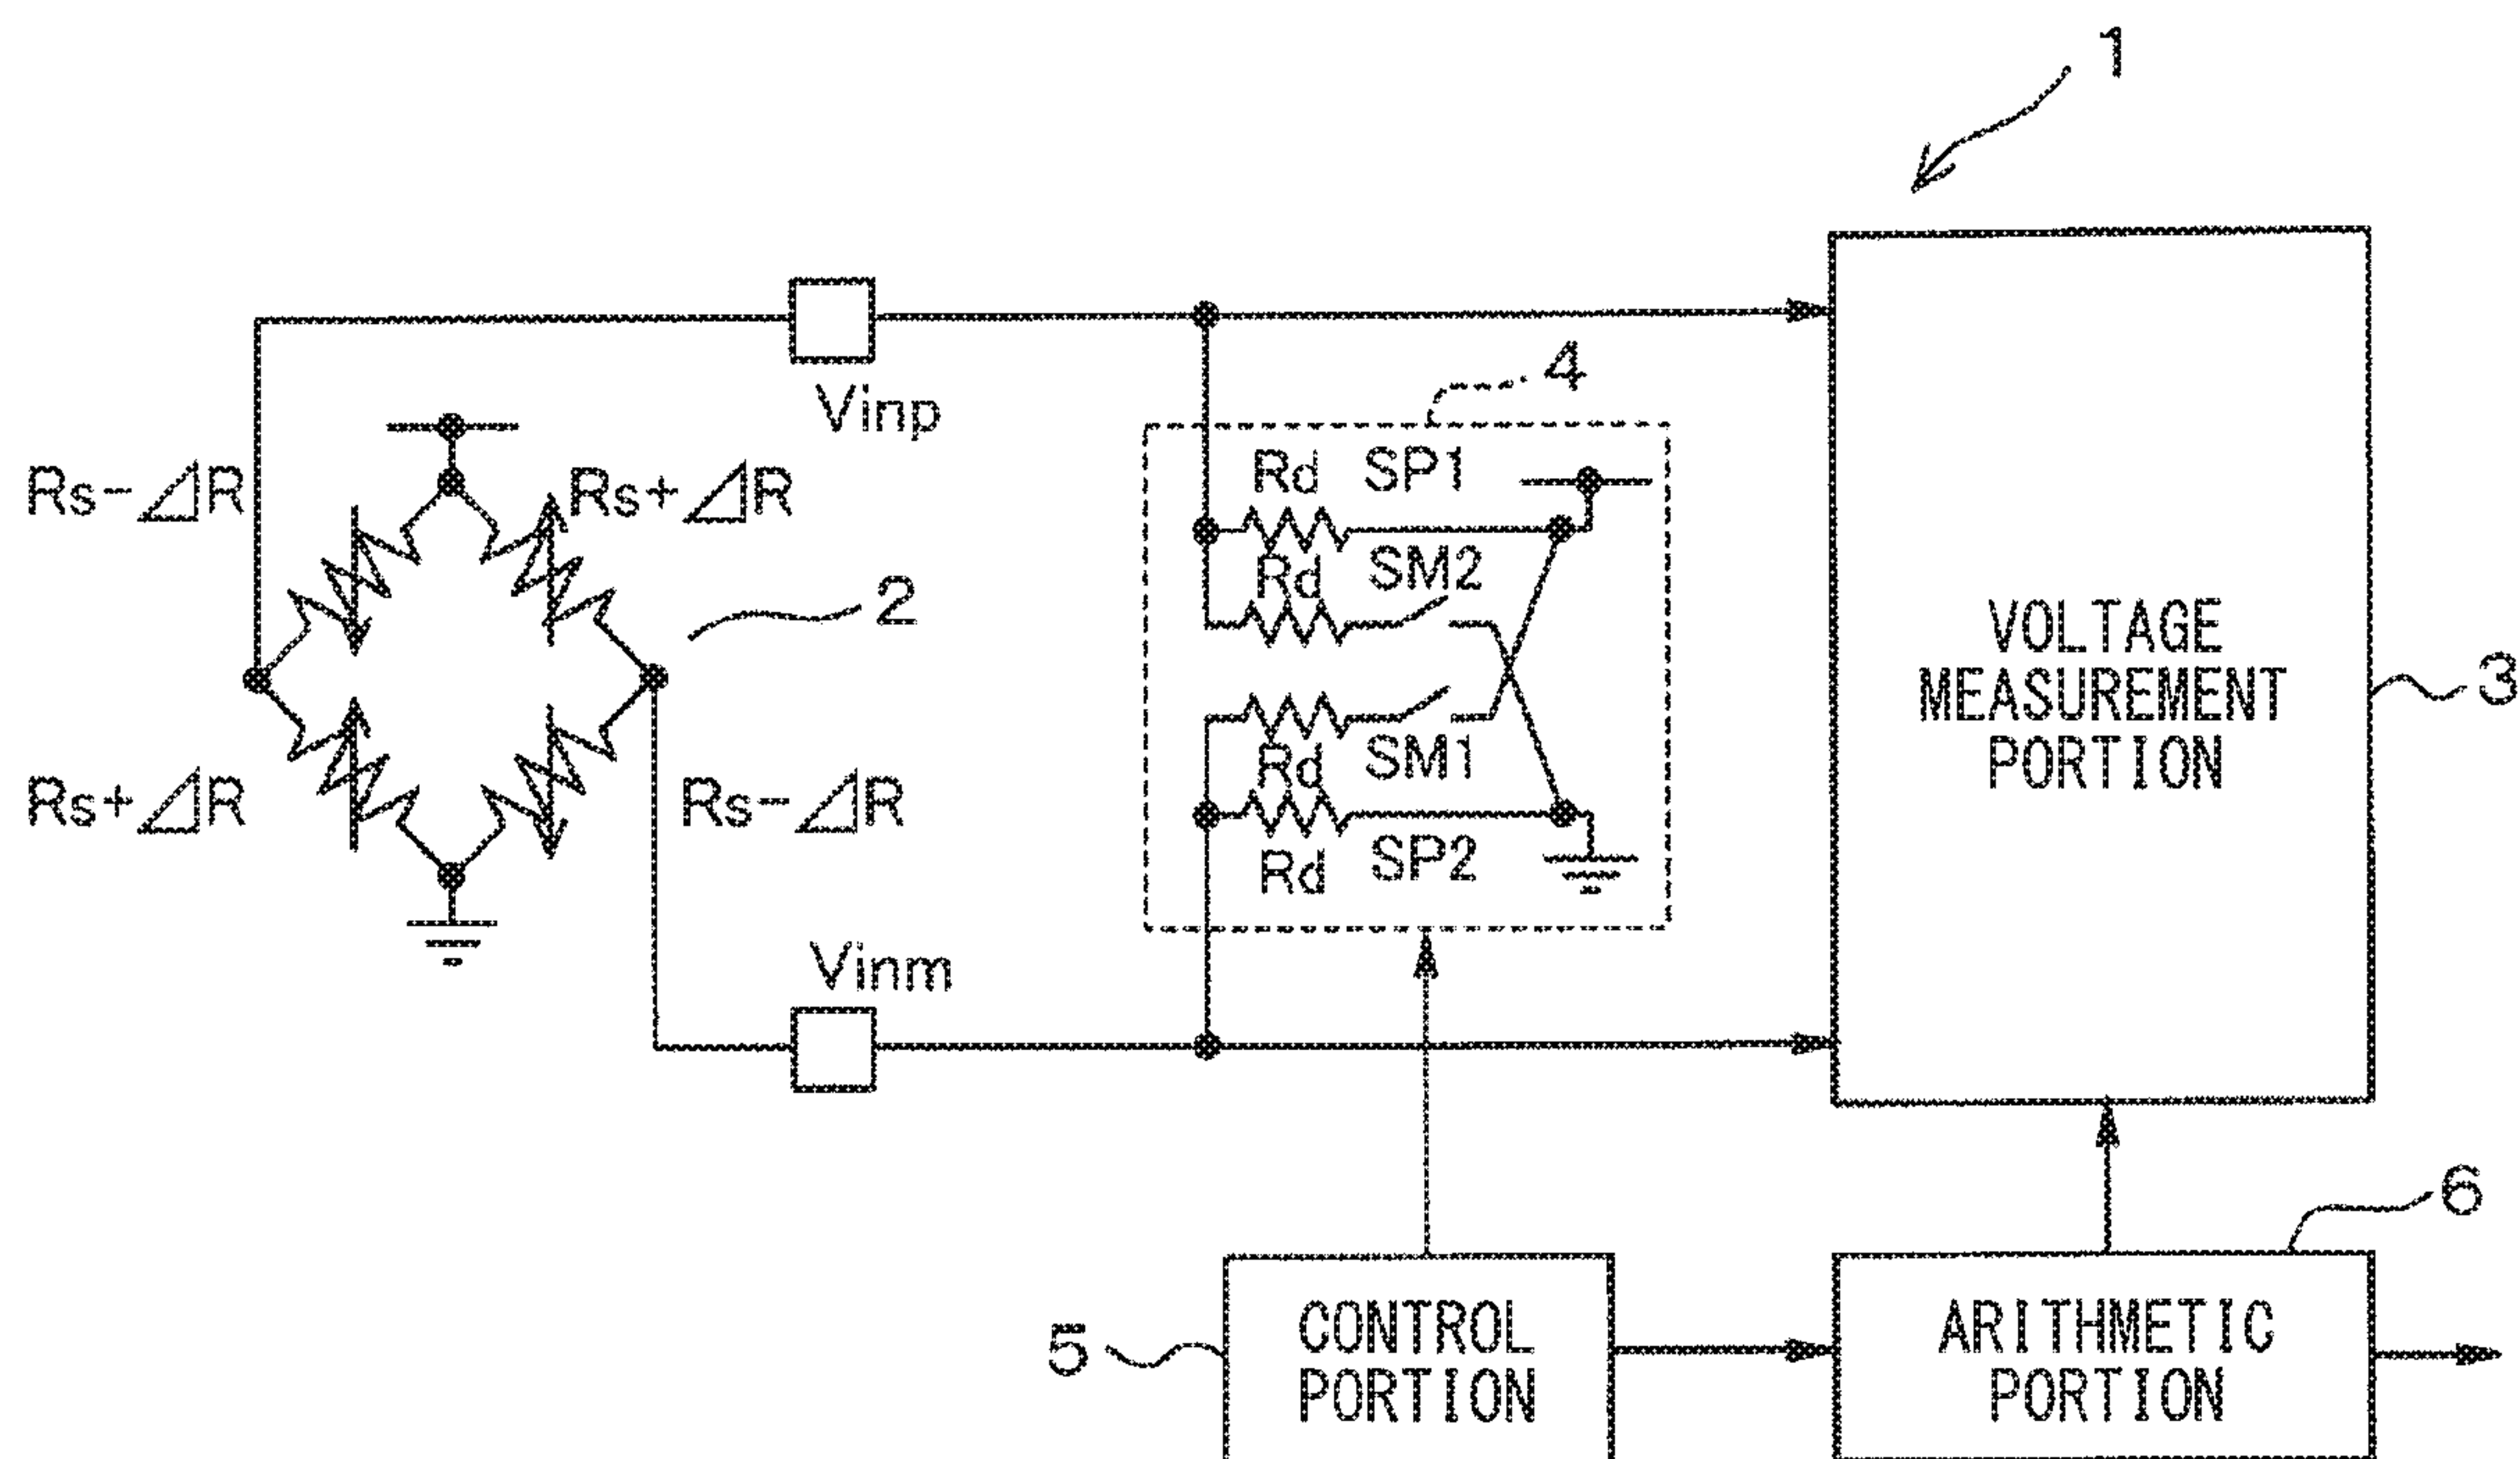 1
Vinp
4
Rs-⊿R
Rs+⊿R
Rd SP1
Rd SM2
2
VOLTAGE
MEASUREMENT
PORTION
3
Rs+⊿R
Rs-⊿R
Rd SM1
Rd SP2
Vinm
6
5
CONTROL
PORTION
ARITHMETIC
PORTION